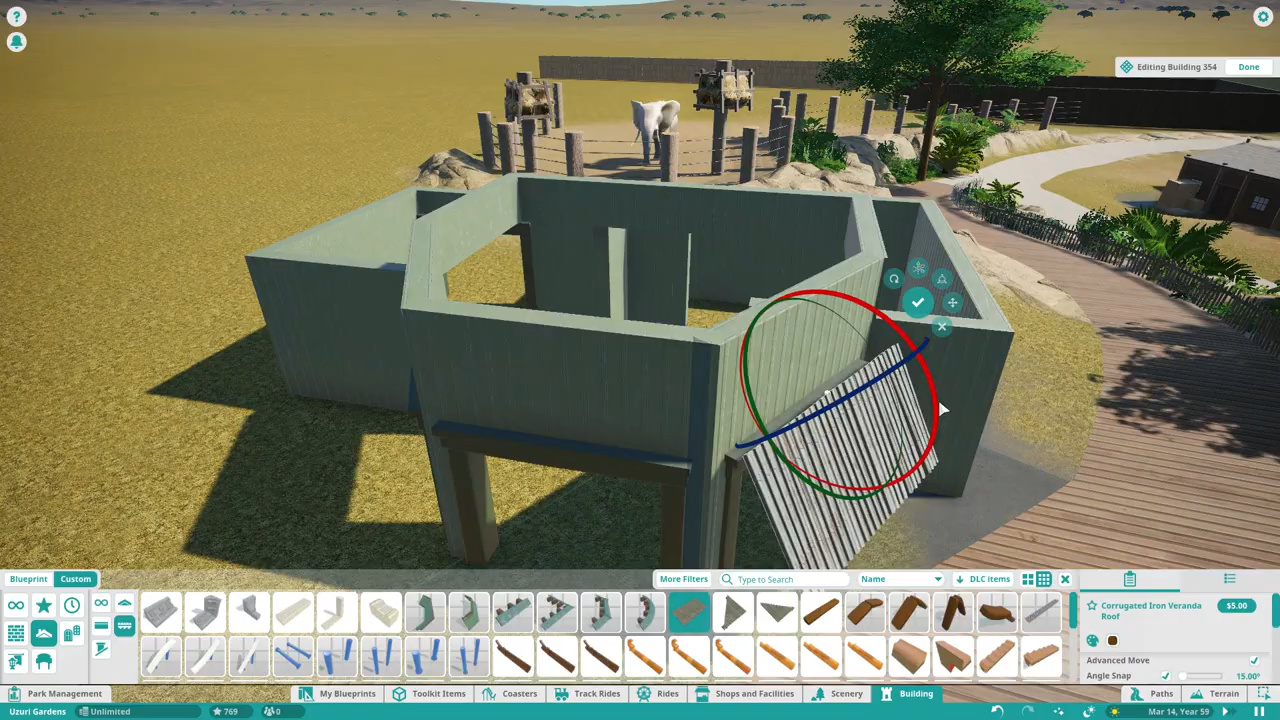 ?
Editing Building 354 Done
Blueprint Custom More Filters Type to Search Name DLC items
Corrugated Iron Veranda Roof $5.00
Advanced Move
Angle Snap 15.00°
Park Management My Blueprints Toolkit Items Coasters Track Rides Rides Shops and Facilities Scenery Building Paths Terrain
Uzuri Gardens Unlimited 769 0 Mar 14, Year 59